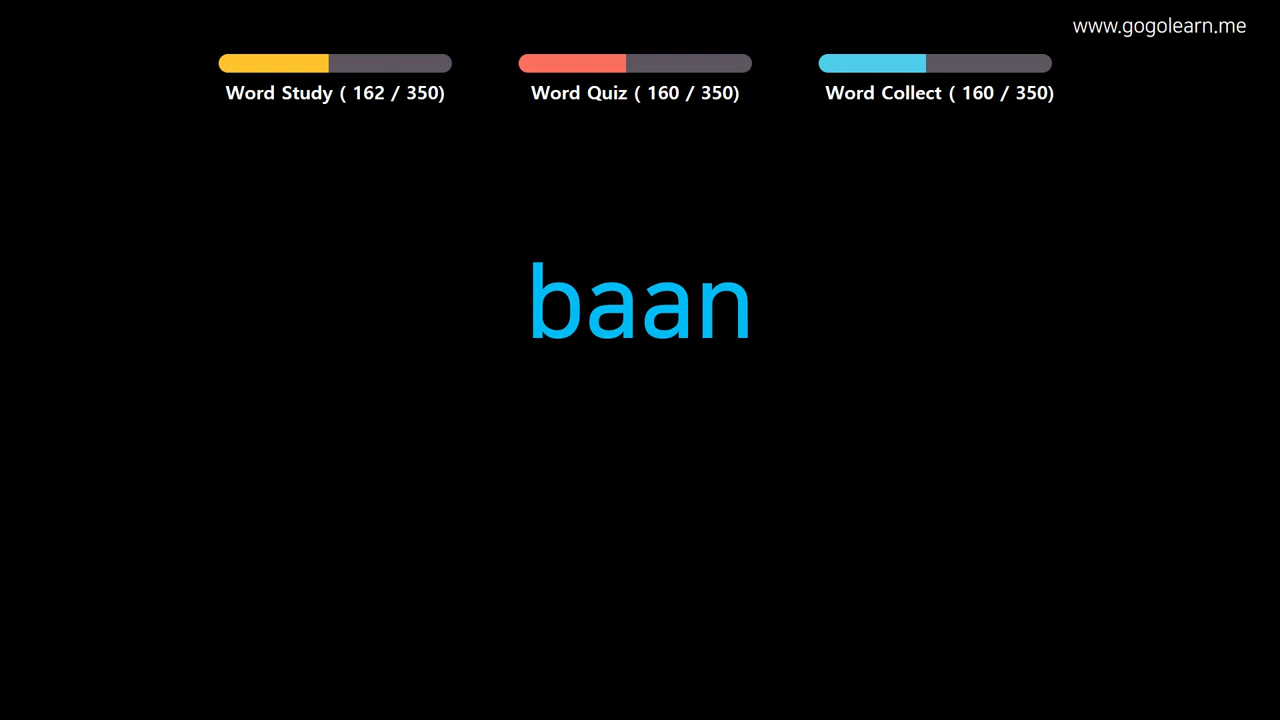 www.gogolearn.me
Word Study ( 162 / 350)
Word Quiz ( 160 / 350)
Word Collect ( 160 / 350)
baan